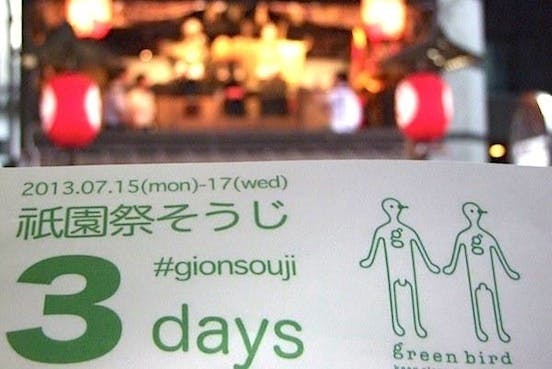 2013.07.15(mon)-17(wed)
祇園祭そうじ
#gionsouji
3 days
g g
green bird